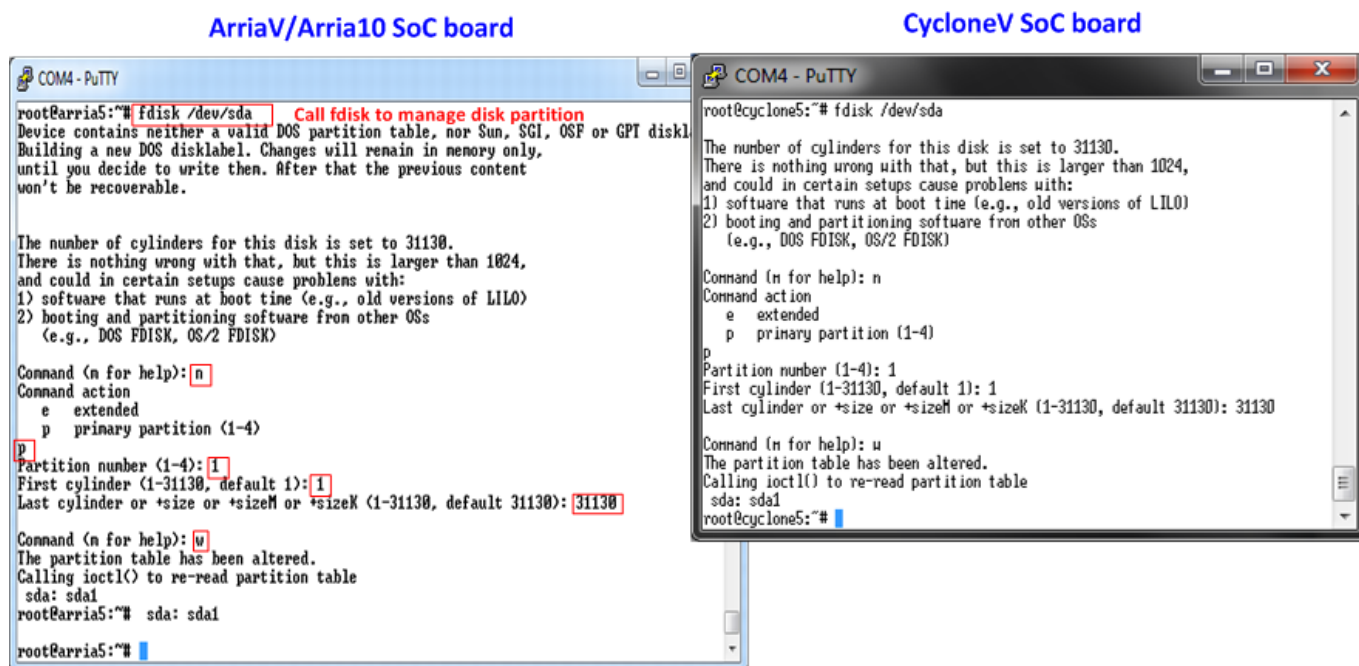 ArriaV/Arria10 SoC board
COM4 - PuTTY
root@arria5:~# fdisk /dev/sda Call fdisk to manage disk partition
Device contains neither a valid DOS partition table, nor Sun, SGI, OSF or GPT diskl
Building a new DOS disklabel. Changes will remain in memory only,
until you decide to write them. After that the previous content
won't be recoverable.
The number of cylinders for this disk is set to 31130.
There is nothing wrong with that, but this is larger than 1024,
and could in certain setups cause problems with:
1) software that runs at boot time (e.g., old versions of LILO)
2) booting and partitioning software from other OSs
(e.g., DOS FDISK, OS/2 FDISK)
Command (m for help): n
Command action
e extended
p primary partition (1-4)
p
Partition number (1-4): 1
First cylinder (1-31130, default 1): 1
Last cylinder or +size or +sizeM or +sizeK (1-31130, default 31130): 31130
Command (m for help): w
The partition table has been altered.
Calling ioctl() to re-read partition table
sda: sda1
root@arria5:~# sda: sda1
root@arria5:~#
CycloneV SoC board
COM4 - PuTTY
root@cyclone5:~# fdisk /dev/sda
The number of cylinders for this disk is set to 31130.
There is nothing wrong with that, but this is larger than 1024,
and could in certain setups cause problems with:
1) software that runs at boot time (e.g., old versions of LILO)
2) booting and partitioning software from other OSs
(e.g., DOS FDISK, OS/2 FDISK)
Command (m for help): n
Command action
e extended
p primary partition (1-4)
p
Partition number (1-4): 1
First cylinder (1-31130, default 1): 1
Last cylinder or +size or +sizeM or +sizeK (1-31130, default 31130): 31130
Command (m for help): w
The partition table has been altered.
Calling ioctl() to re-read partition table
sda: sda1
root@cyclone5:~#